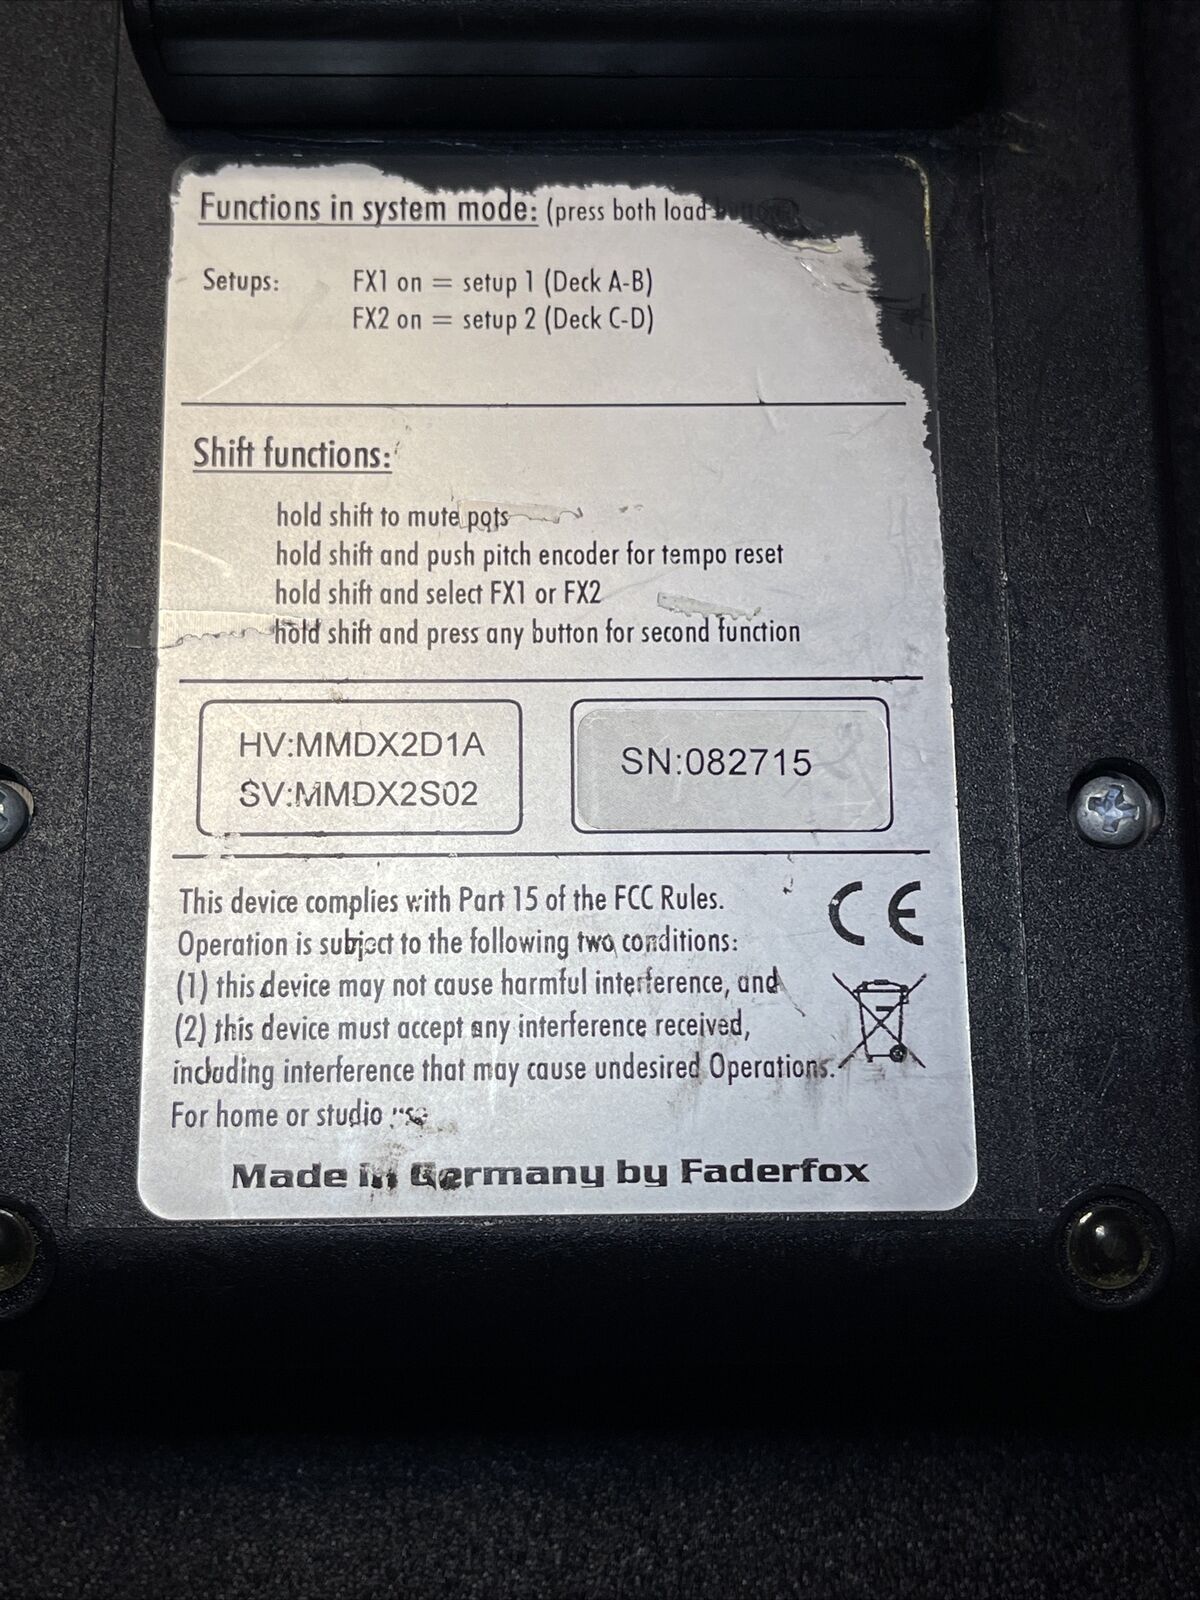 Functions in system mode: (press both load
Setups: FX1 on = setup 1 (Deck A-B)
FX2 on = setup 2 (Deck C-D)
Shift functions:
hold shift to mute pots
hold shift and push pitch encoder for tempo reset
hold shift and select FX1 or FX2
hold shift and press any button for second function
HV:MMDX2D1A
SV:MMDX2S02
SN:082715
This device complies with Part 15 of the FCC Rules.
Operation is subject to the following two conditions:
(1) this device may not cause harmful interference, and
(2) this device must accept any interference received,
including interference that may cause undesired Operations.
For home or studio use
CE
Made in Germany by Faderfox